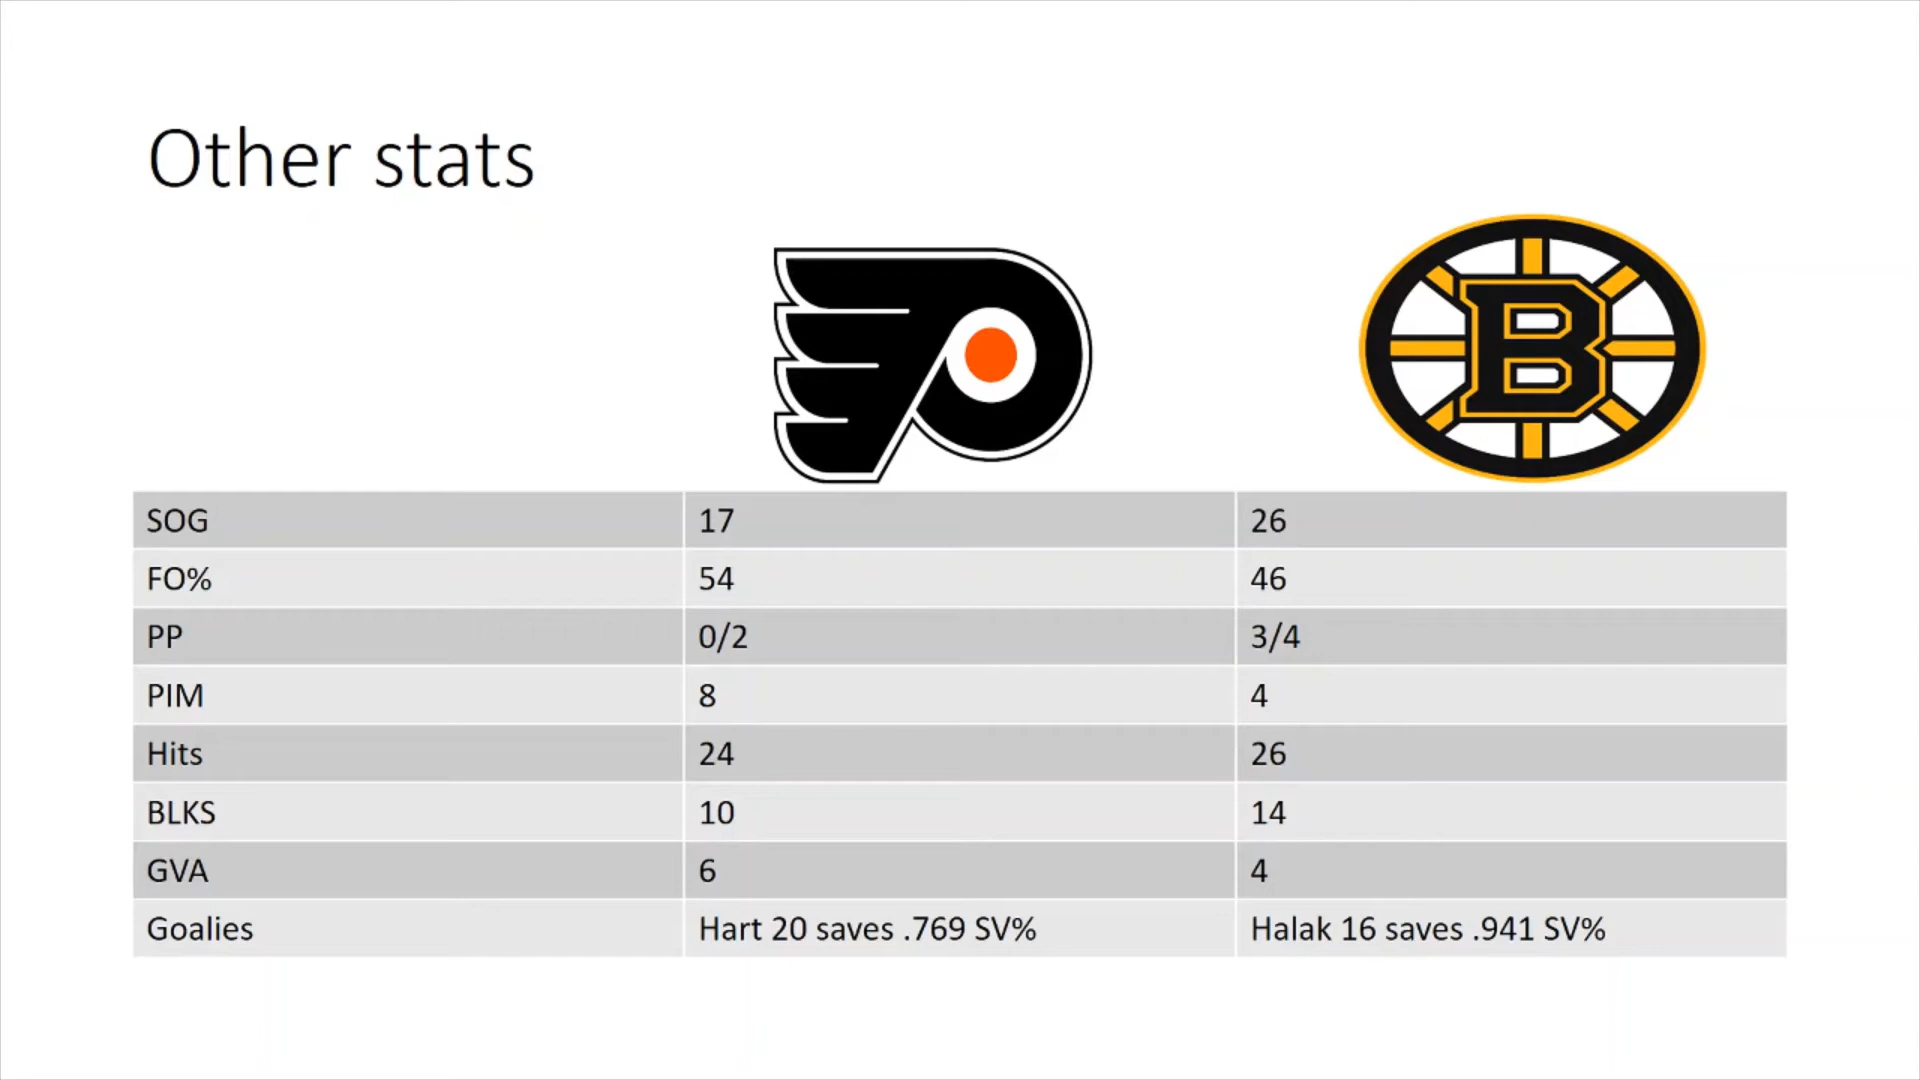 Other stats
B
SOG 17 26
FO% 54 46
PP 0/2 3/4
PIM 8 4
Hits 24 26
BLKS 10 14
GVA 6 4
Goalies Hart 20 saves .769 SV% Halak 16 saves .941 SV%